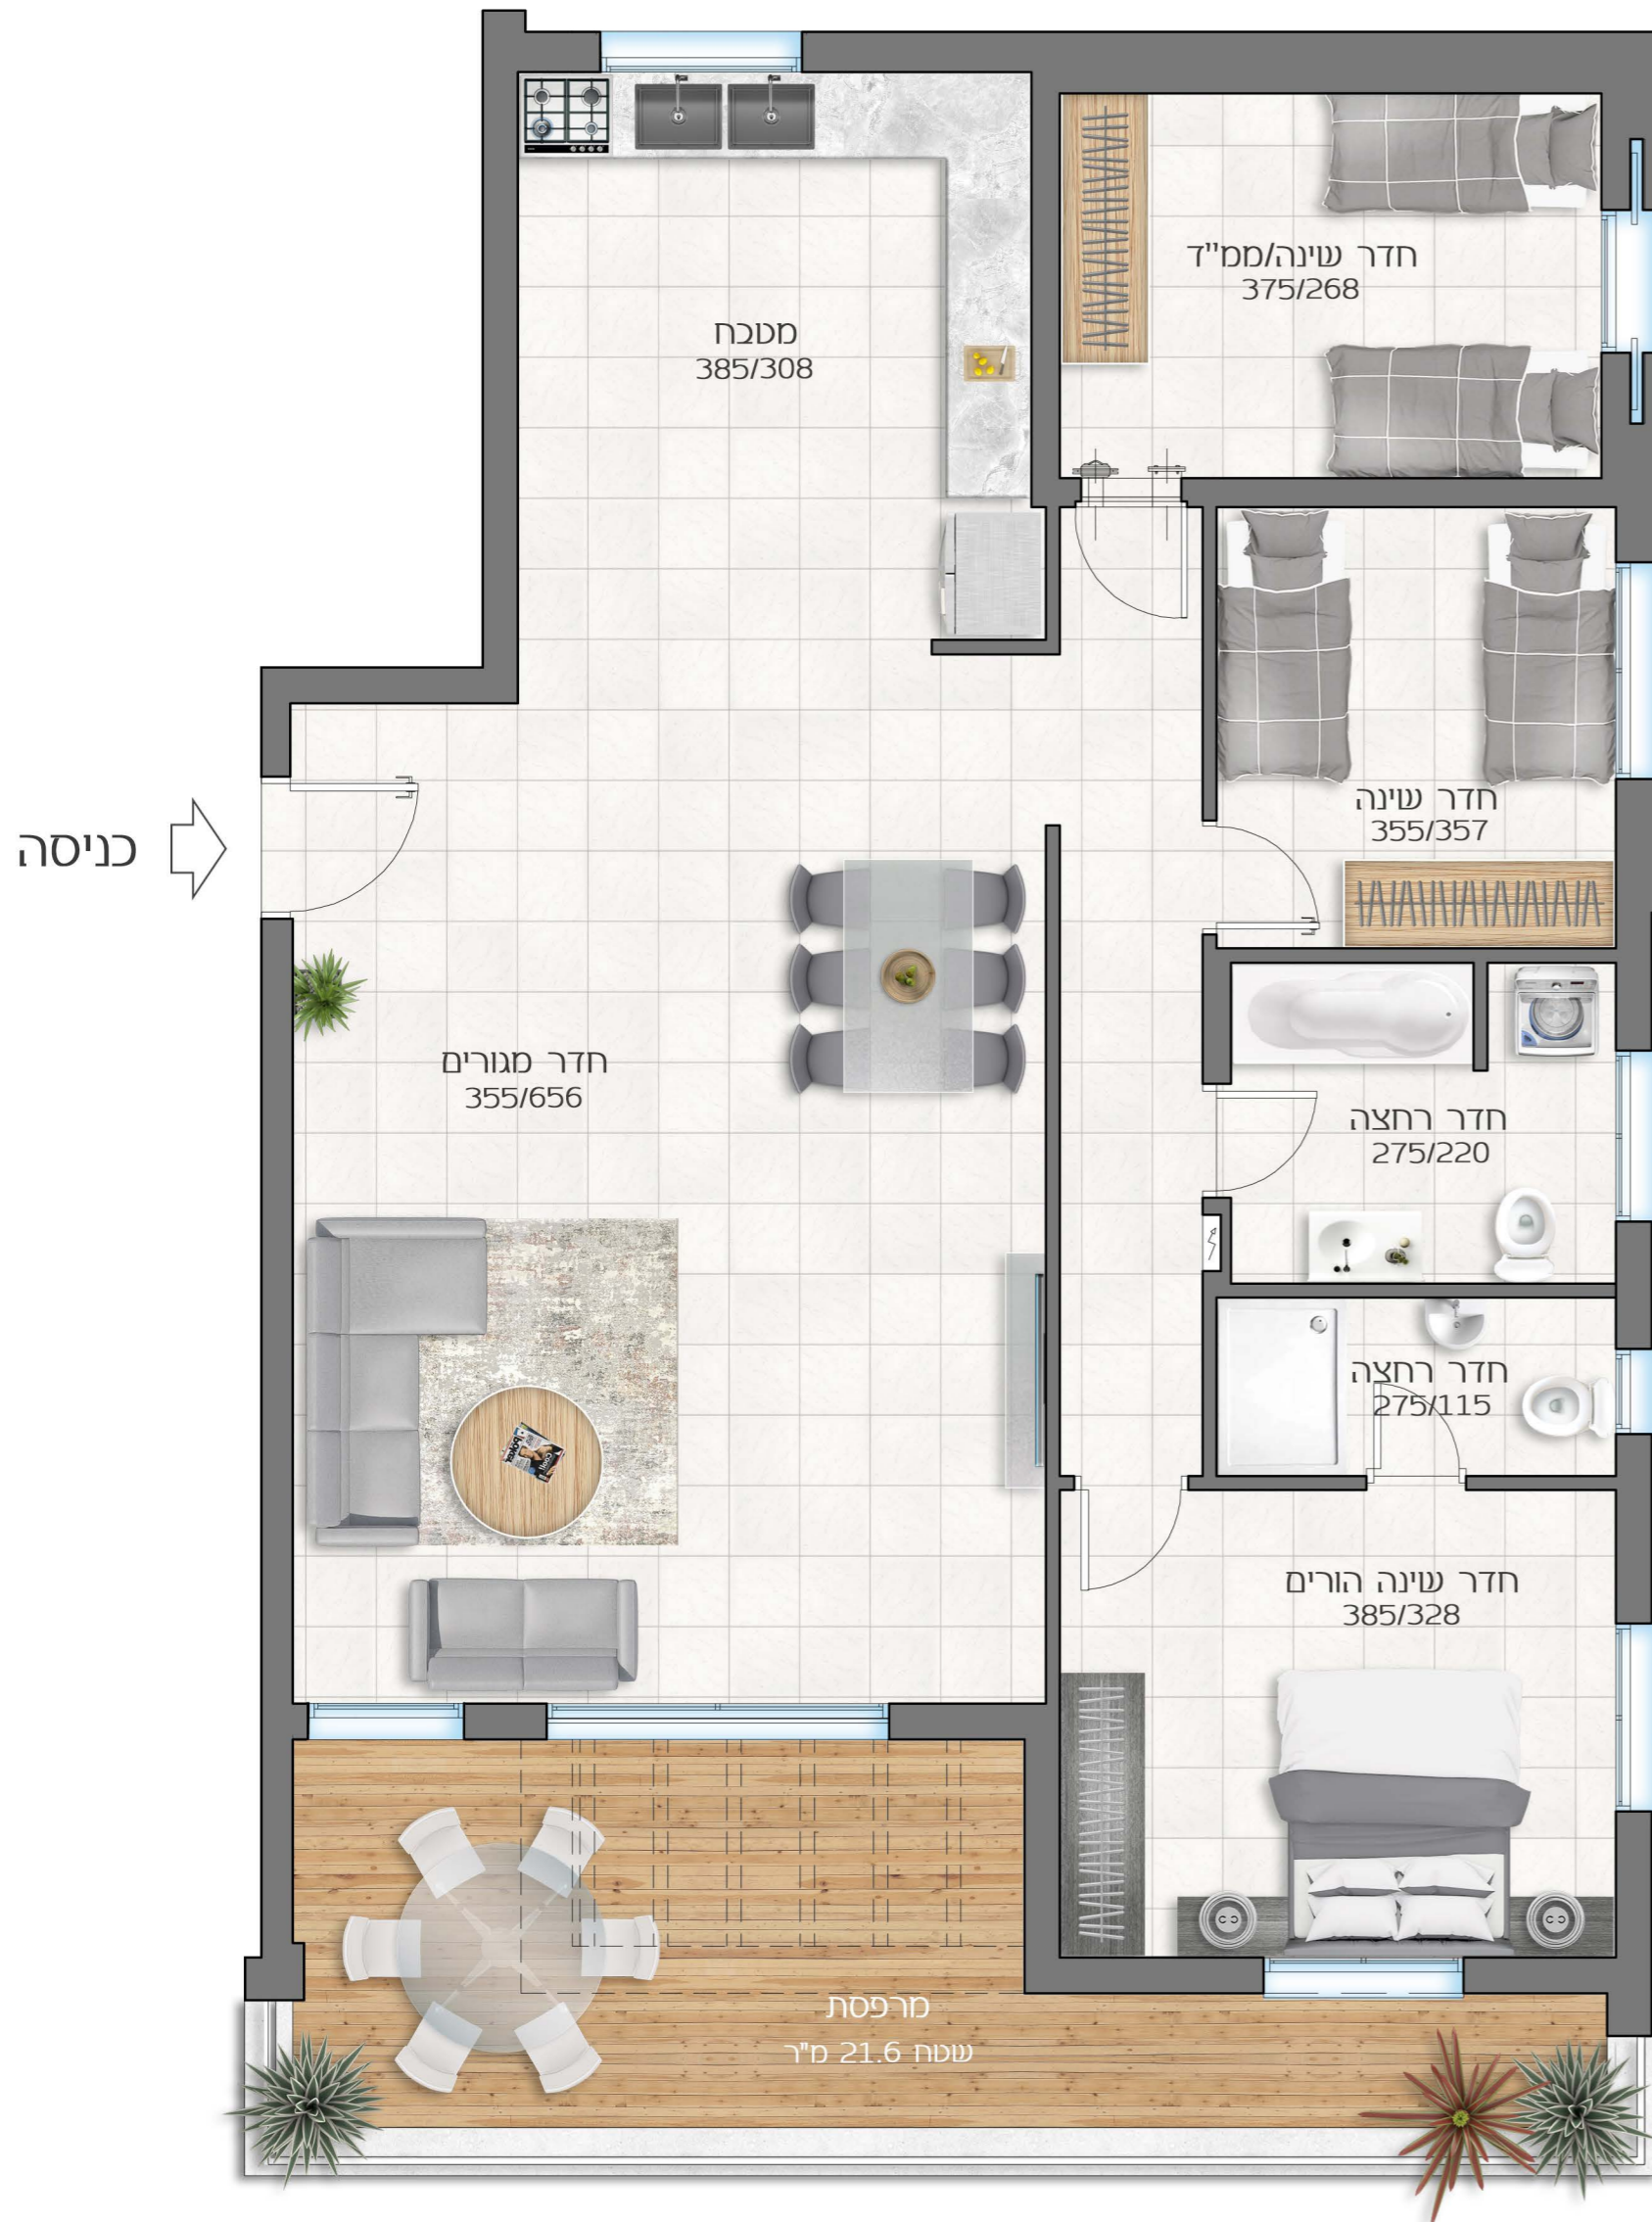 חדר שינה/ממ"ד
375/268
מטבח
385/308
חדר שינה
355/357
כניסה
חדר מגורים
355/656
חדר רחצה
275/220
חדר רחצה
275/115
חדר שינה הורים
385/328
מרפסת
שטח 21.6 מ"ר